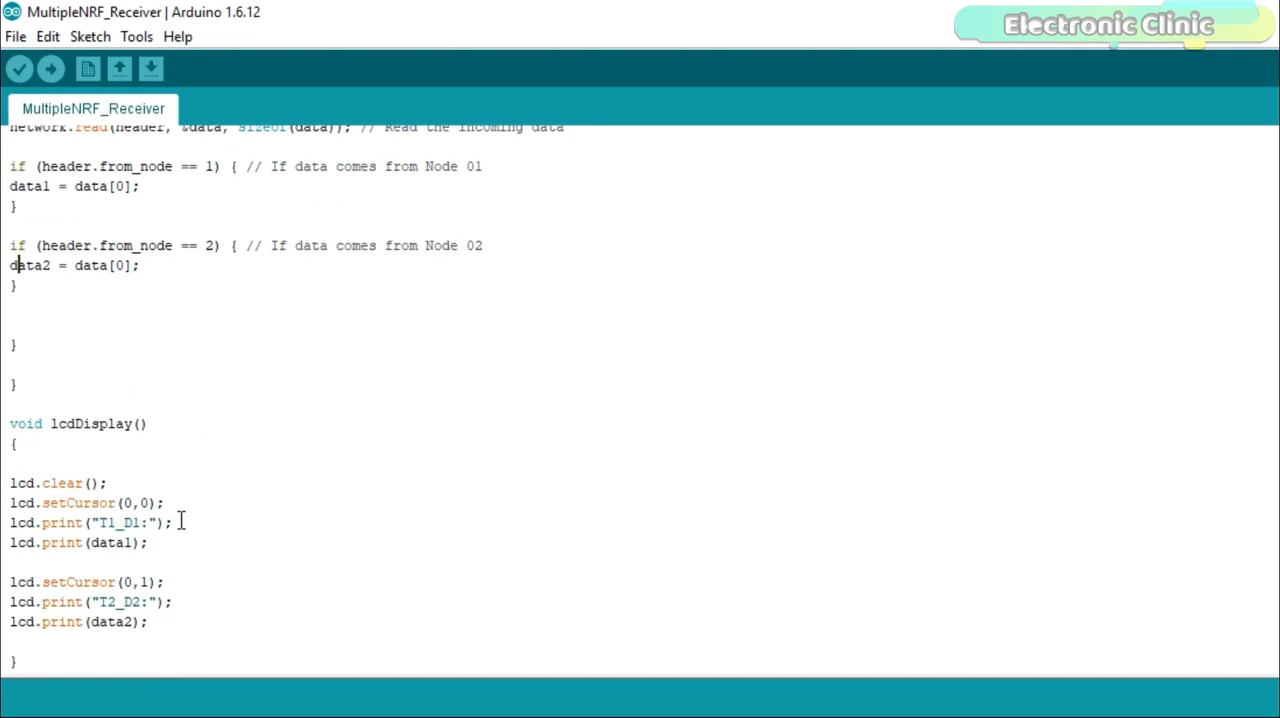 MultipleNRF_Receiver | Arduino 1.6.12
Electronic Clinic
File Edit Sketch Tools Help
MultipleNRF_Receiver
network.read(header, &data, sizeof(data)); // Read the incoming data
if (header.from_node == 1) { // If data comes from Node 01
data1 = data[0];
}
if (header.from_node == 2) { // If data comes from Node 02
data2 = data[0];
}
}
}
void lcdDisplay()
{
lcd.clear();
lcd.setCursor(0,0);
lcd.print("T1_D1:");
lcd.print(data1);
lcd.setCursor(0,1);
lcd.print("T2_D2:");
lcd.print(data2);
}